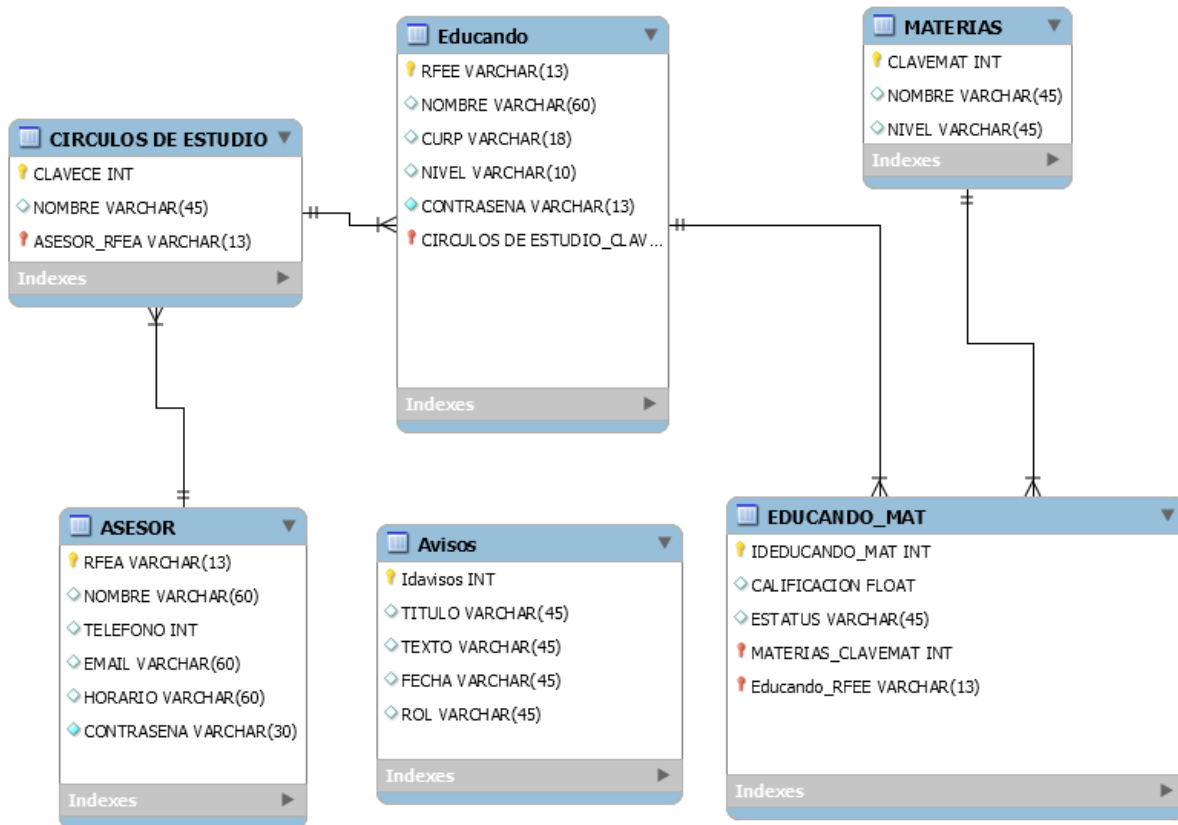 CIRCULOS DE ESTUDIO
CLAVECE INT
NOMBRE VARCHAR(45)
ASESOR_RFEA VARCHAR(13)
Indexes
Educando
RFEE VARCHAR(13)
NOMBRE VARCHAR(60)
CURP VARCHAR(18)
NIVEL VARCHAR(10)
CONTRASENA VARCHAR(13)
CIRCULOS DE ESTUDIO_CLAV...
Indexes
MATERIAS
CLAVEMAT INT
NOMBRE VARCHAR(45)
NIVEL VARCHAR(45)
Indexes
ASESOR
RFEA VARCHAR(13)
NOMBRE VARCHAR(60)
TELEFONO INT
EMAIL VARCHAR(60)
HORARIO VARCHAR(60)
CONTRASENA VARCHAR(30)
Indexes
Avisos
Idavisos INT
TITULO VARCHAR(45)
TEXTO VARCHAR(45)
FECHA VARCHAR(45)
ROL VARCHAR(45)
Indexes
EDUCANDO_MAT
IDEDUCANDO_MAT INT
CALIFICACION FLOAT
ESTATUS VARCHAR(45)
MATERIAS_CLAVEMAT INT
Educando_RFEE VARCHAR(13)
Indexes